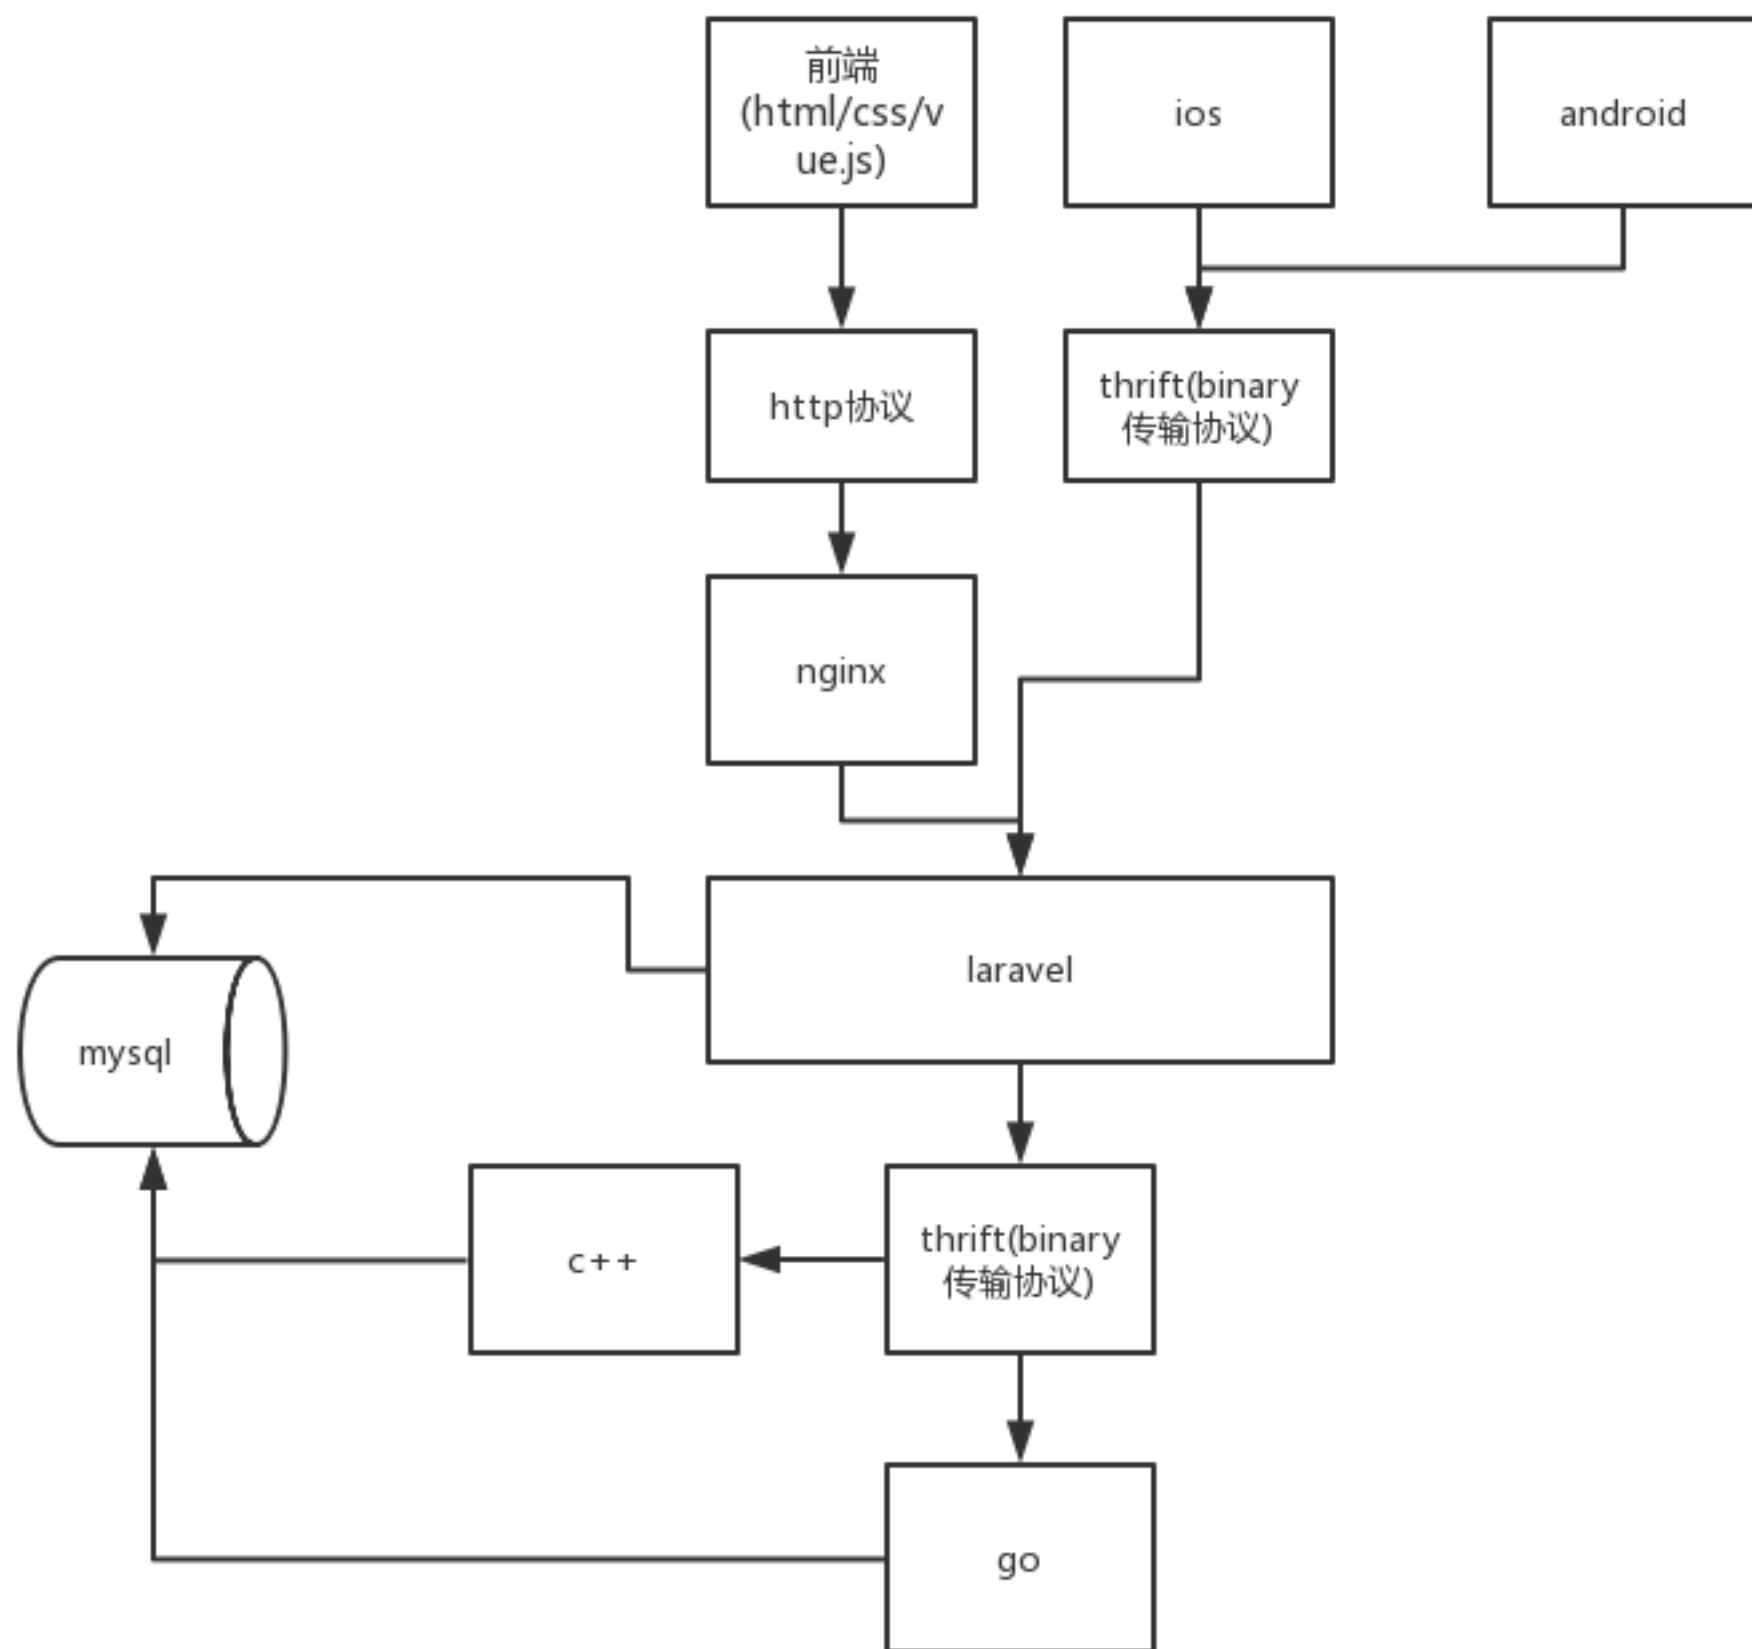 前端
(html/css/v
ue.js)
ios
android
http协议
thrift(binary
传输协议)
nginx
laravel
mysql
c++
thrift(binary
传输协议)
go